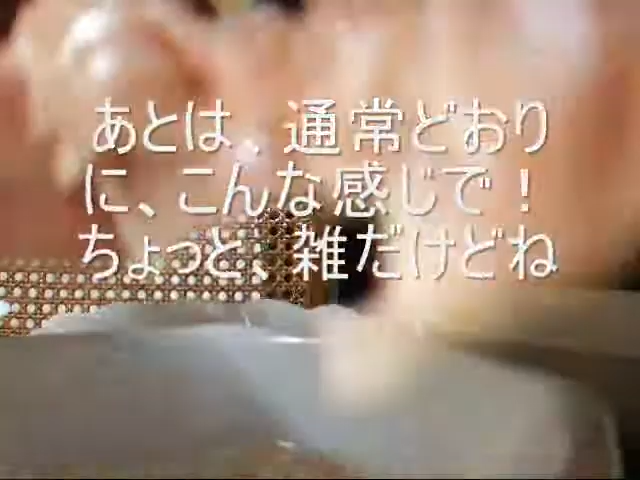 あとは、通常どおり
に、こんな感じで！
ちょっと、雑だけどね